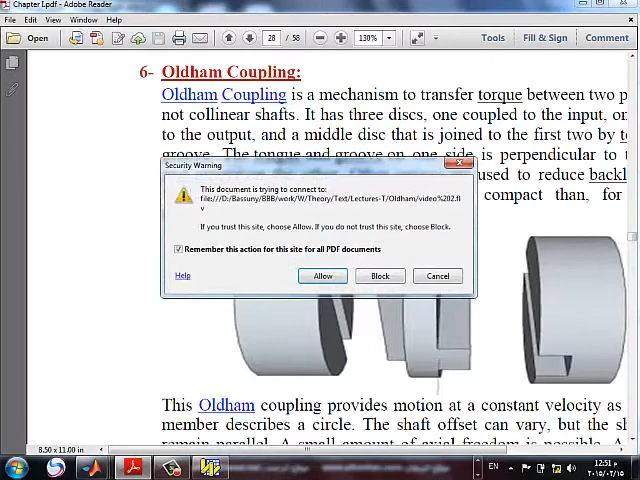 Chapter I.pdf - Adobe Reader
File Edit View Window Help
Open 28 / 58 130% Tools Fill & Sign Comment
6- Oldham Coupling:
Oldham Coupling is a mechanism to transfer torque between two p
not collinear shafts. It has three discs, one coupled to the input, on
to the output, and a middle disc that is joined to the first two by to
groove. The tongue and groove on one side is perpendicular to
used to reduce backl
compact than, for
Security Warning
This document is trying to connect to:
file:///D:/Bassuny/BBB/work/W/Theory/Text/Lectures-T/Oldham/video%202.fl
v
If you trust this site, choose Allow. If you do not trust this site, choose Block.
Remember this action for this site for all PDF documents
Help Allow Block Cancel
This Oldham coupling provides motion at a constant velocity as
member describes a circle. The shaft offset can vary, but the sh
remain parallel. A small amount of axial freedom is possible. A
8.50 x 11.00 in
EN 12:51 م
٢٠١٥/٠٢/١٥